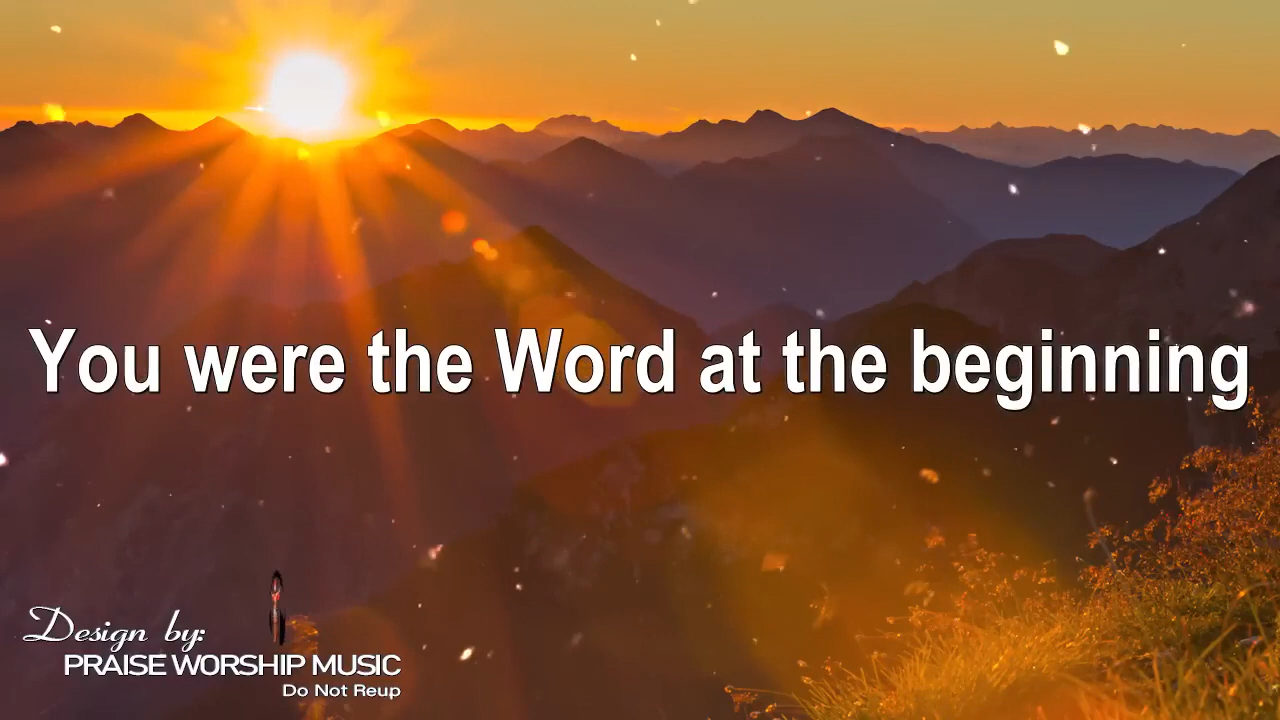 You were the Word at the beginning
Design by:
PRAISE WORSHIP MUSIC
Do Not Reup